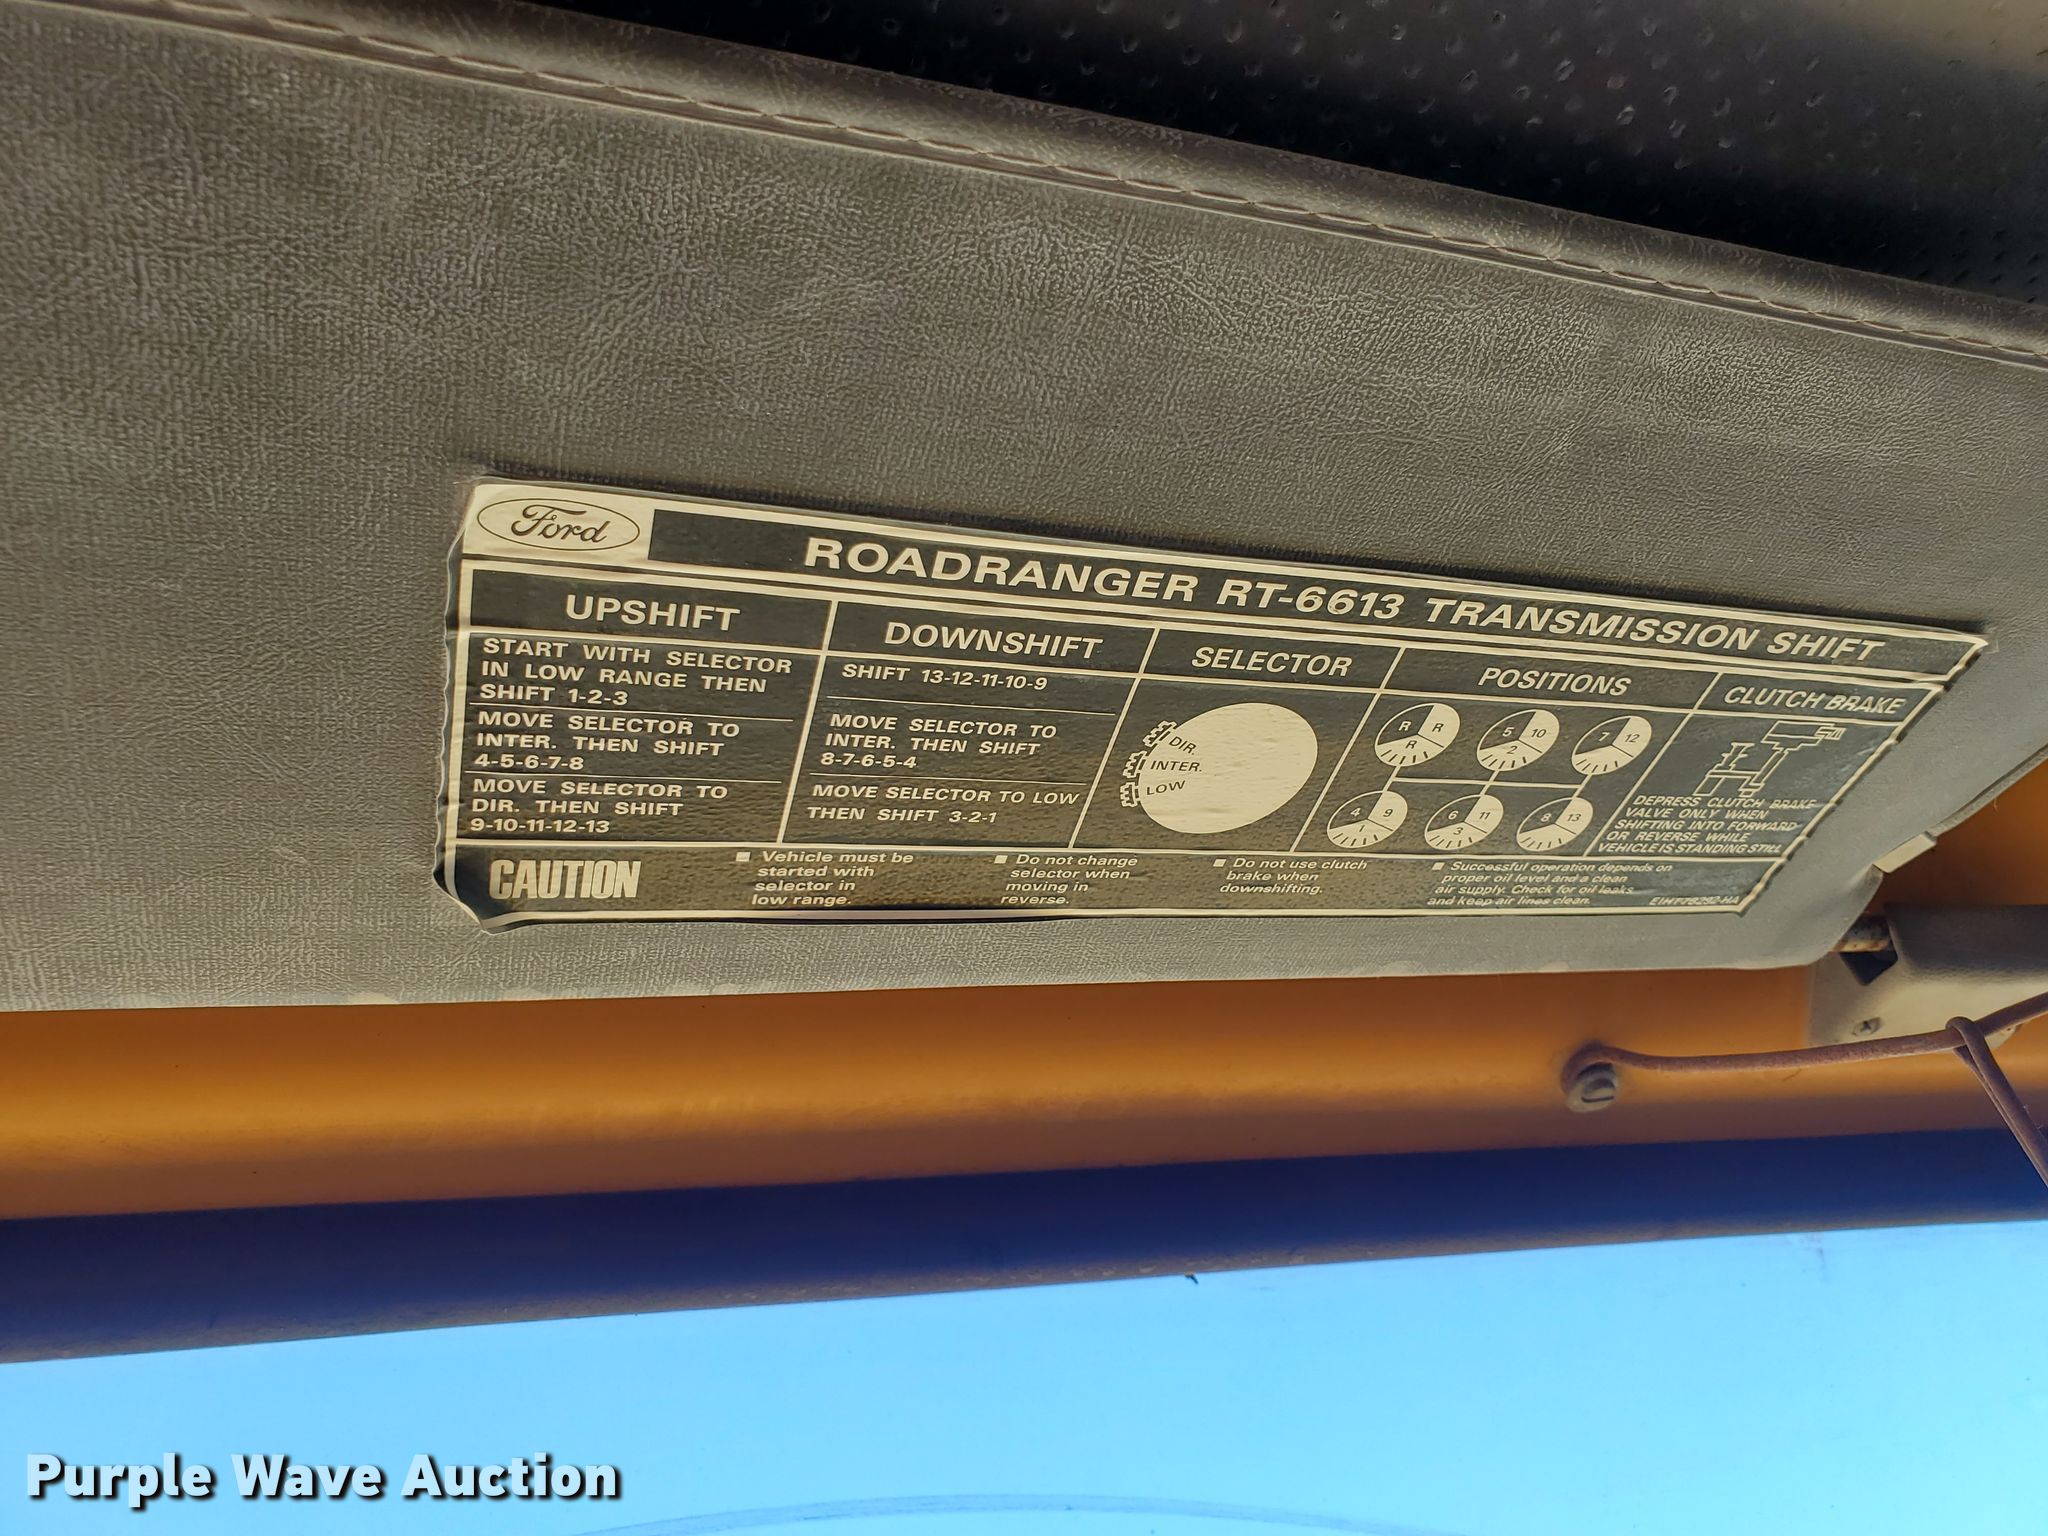 Ford
ROADRANGER RT-6613 TRANSMISSION SHIFT
UPSHIFT
START WITH SELECTOR
IN LOW RANGE THEN
SHIFT 1-2-3
MOVE SELECTOR TO
INTER. THEN SHIFT
4-5-6-7-8
MOVE SELECTOR TO
DIR. THEN SHIFT
9-10-11-12-13
DOWNSHIFT
SHIFT 13-12-11-10-9
MOVE SELECTOR TO
INTER. THEN SHIFT
8-7-6-5-4
MOVE SELECTOR TO LOW
THEN SHIFT 3-2-1
SELECTOR
DIR.
INTER.
LOW
POSITIONS
R R
R
5 10
2
7 12
4 9
1
6 11
3
8 13
CLUTCH BRAKE
DEPRESS CLUTCH BRAKE
VALVE ONLY WHEN
SHIFTING INTO FORWARD
OR REVERSE WHILE
VEHICLE IS STANDING STILL
CAUTION
■ Vehicle must be
started with
selector in
low range.
■ Do not change
selector when
moving in
reverse.
■ Do not use clutch
brake when
downshifting.
■ Successful operation depends on
proper oil level and a clean
air supply. Check for oil leaks
and keep air lines clean.
Purple Wave Auction